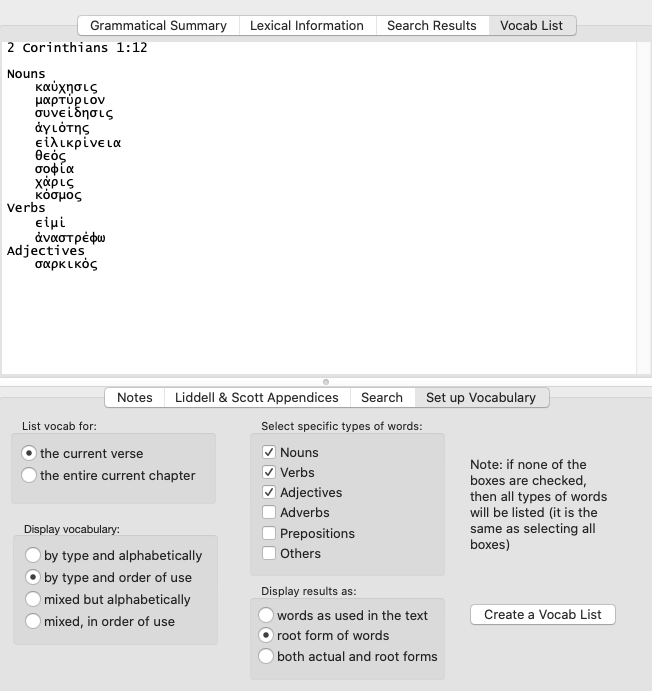 Grammatical Summary Lexical Information Search Results Vocab List
2 Corinthians 1:12
Nouns
καύχησις
μαρτύριον
συνείδησις
ἁγιότης
εἰλικρίνεια
θεός
σοφία
χάρις
κόσμος
Verbs
εἰμί
ἀναστρέφω
Adjectives
σαρκικός
Notes Liddell & Scott Appendices Search Set up Vocabulary
List vocab for:
the current verse
the entire current chapter
Display vocabulary:
by type and alphabetically
by type and order of use
mixed but alphabetically
mixed, in order of use
Select specific types of words:
Nouns
Verbs
Adjectives
Adverbs
Prepositions
Others
Display results as:
words as used in the text
root form of words
both actual and root forms
Note: if none of the
boxes are checked,
then all types of words
will be listed (it is the
same as selecting all
boxes)
Create a Vocab List